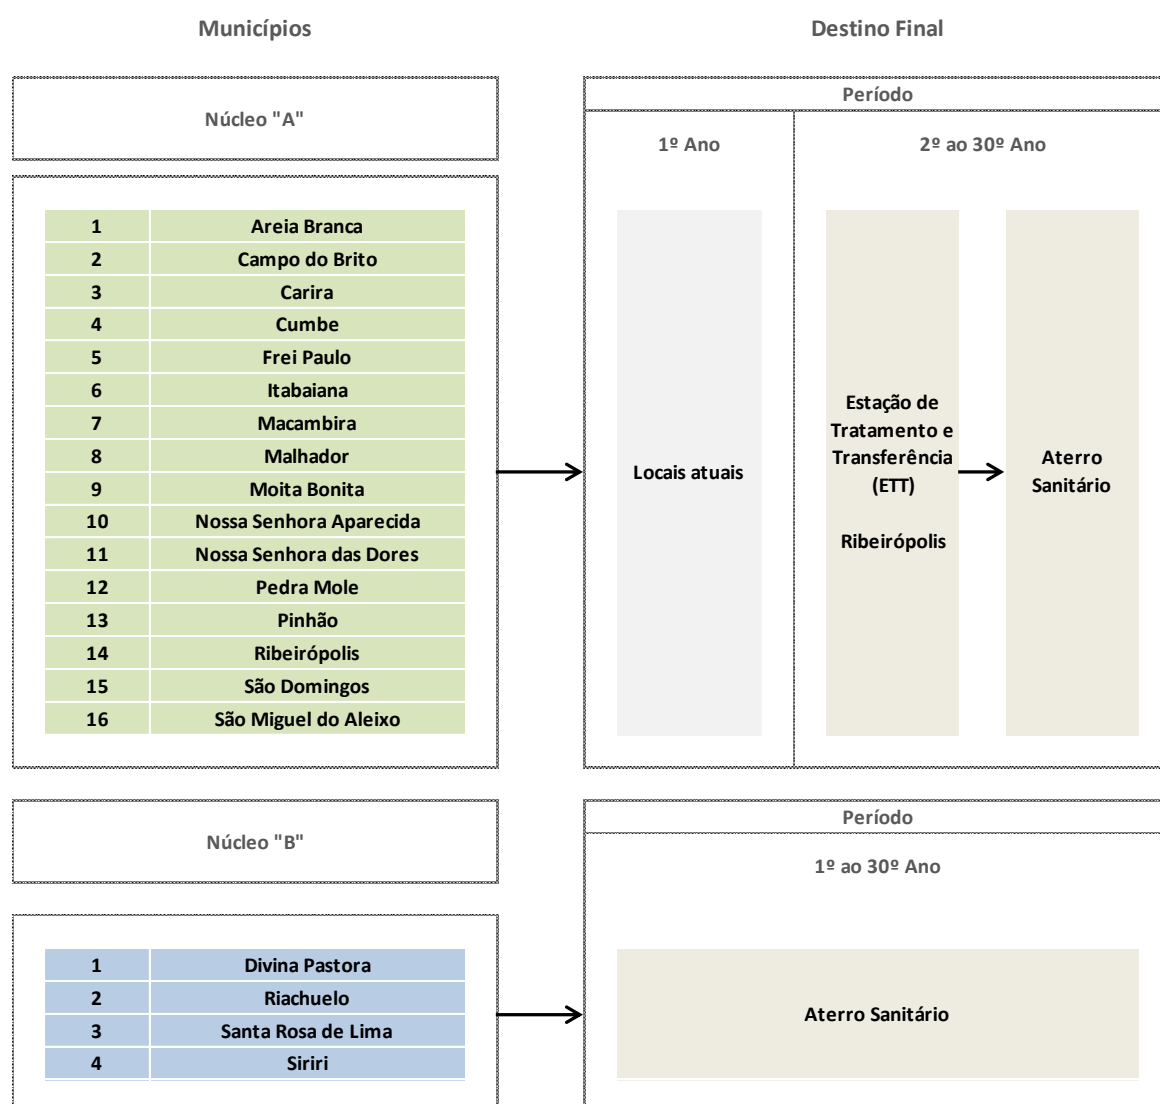 Municípios
Destino Final
Núcleo "A"
Período
1º Ano
2º ao 30º Ano
1 Areia Branca
2 Campo do Brito
3 Carira
4 Cumbe
5 Frei Paulo
6 Itabaiana
7 Macambira
8 Malhador
9 Moita Bonita
10 Nossa Senhora Aparecida
11 Nossa Senhora das Dores
12 Pedra Mole
13 Pinhão
14 Ribeirópolis
15 São Domingos
16 São Miguel do Aleixo
Locais atuais
Estação de
Tratamento e
Transferência
(ETT)
Ribeirópolis
Aterro
Sanitário
Núcleo "B"
Período
1º ao 30º Ano
1 Divina Pastora
2 Riachuelo
3 Santa Rosa de Lima
4 Siriri
Aterro Sanitário